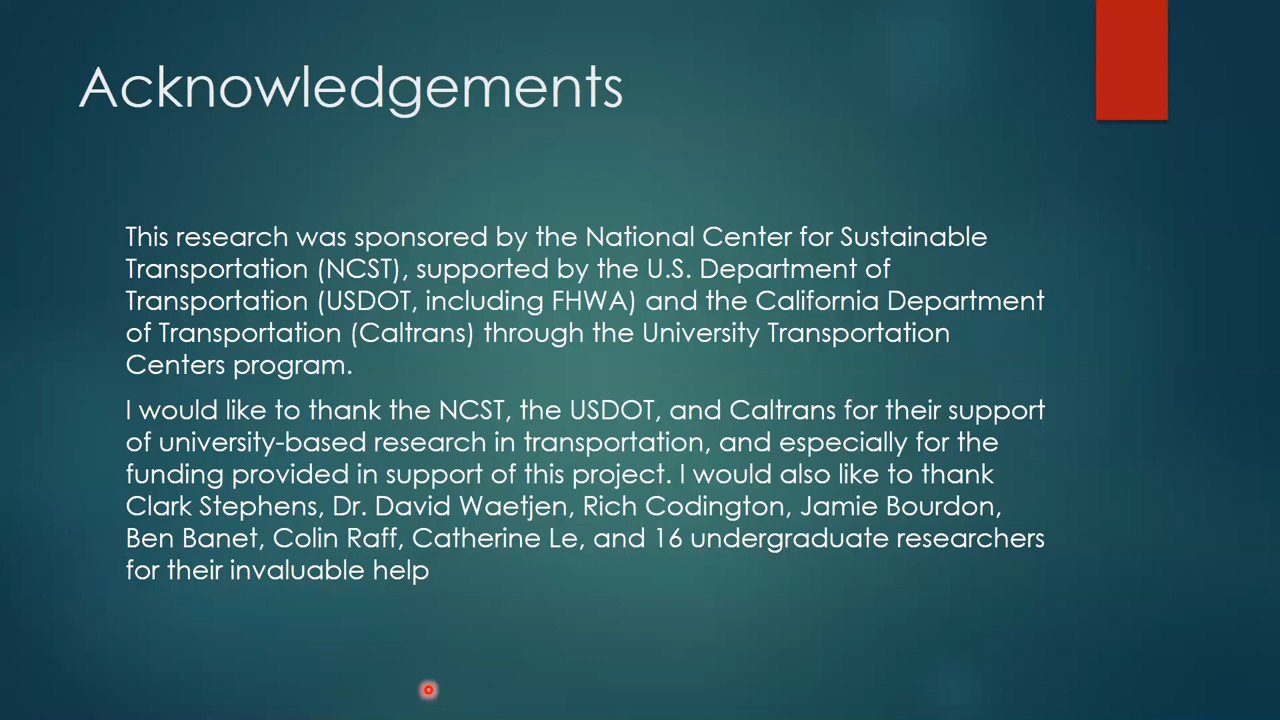 Acknowledgements
This research was sponsored by the National Center for Sustainable
Transportation (NCST), supported by the U.S. Department of
Transportation (USDOT, including FHWA) and the California Department
of Transportation (Caltrans) through the University Transportation
Centers program.
I would like to thank the NCST, the USDOT, and Caltrans for their support
of university-based research in transportation, and especially for the
funding provided in support of this project. I would also like to thank
Clark Stephens, Dr. David Waetjen, Rich Codington, Jamie Bourdon,
Ben Banet, Colin Raff, Catherine Le, and 16 undergraduate researchers
for their invaluable help